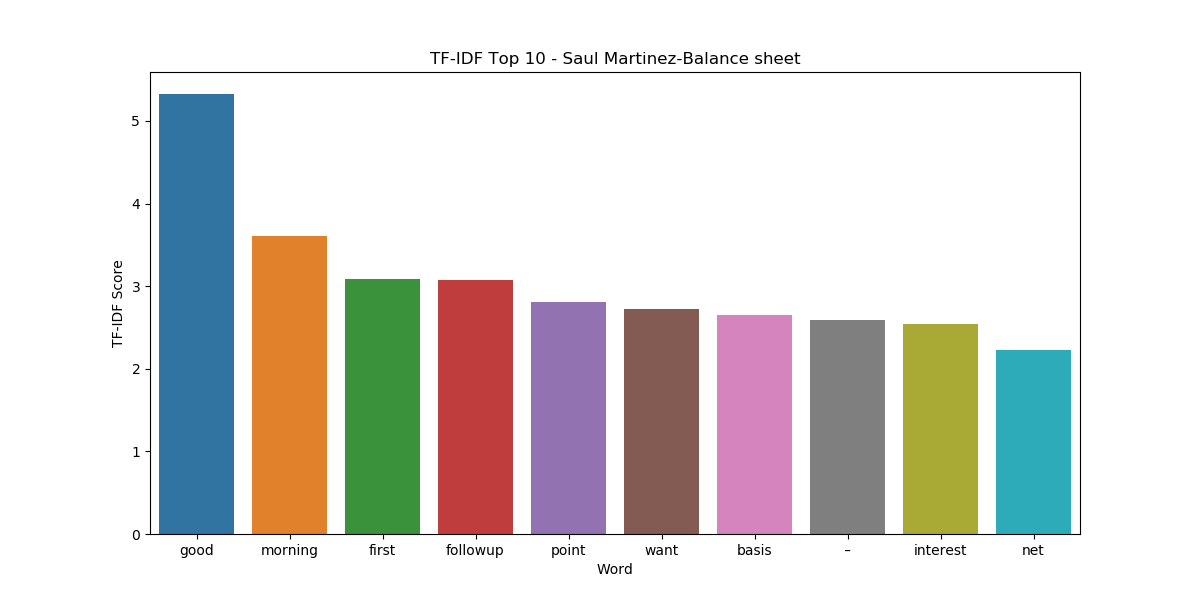 TF-IDF Top 10 - Saul Martinez-Balance sheet
TF-IDF Score
5
4
3
2
1
0
good morning first followup point want basis – interest net
Word